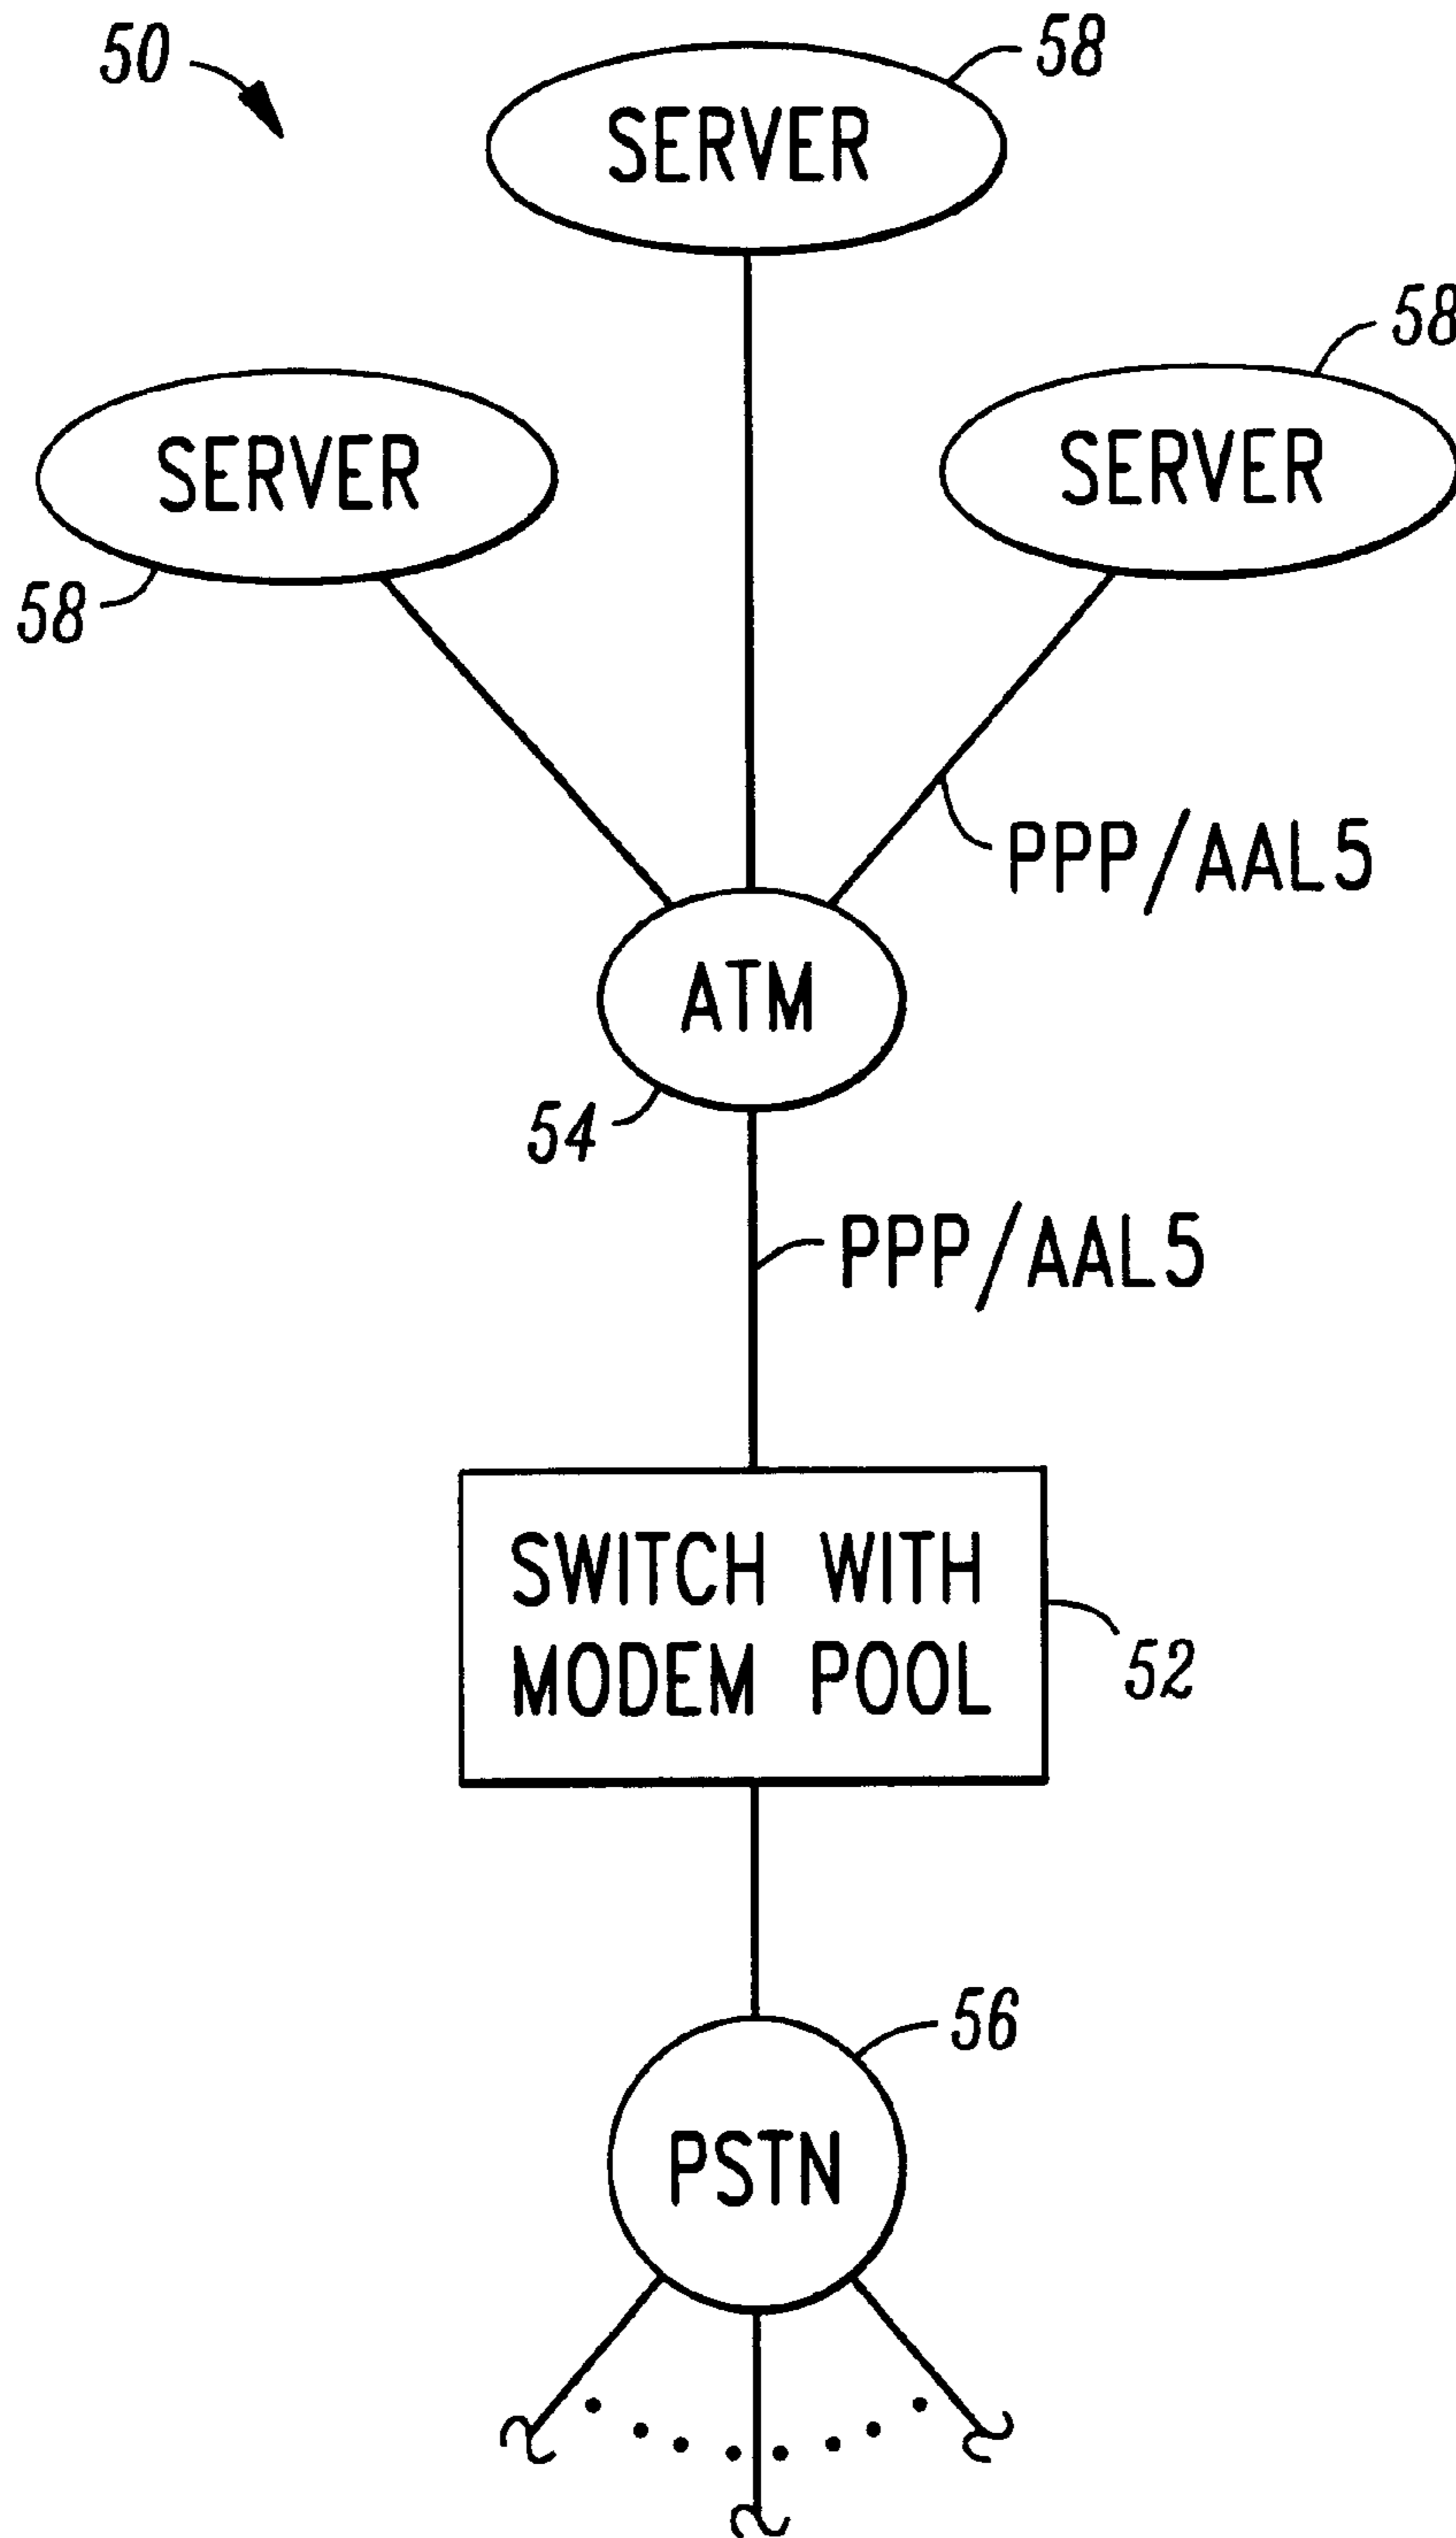 50
58
SERVER
58
SERVER
SERVER
58
PPP/AAL5
ATM
54
PPP/AAL5
SWITCH WITH
MODEM POOL
52
56
PSTN